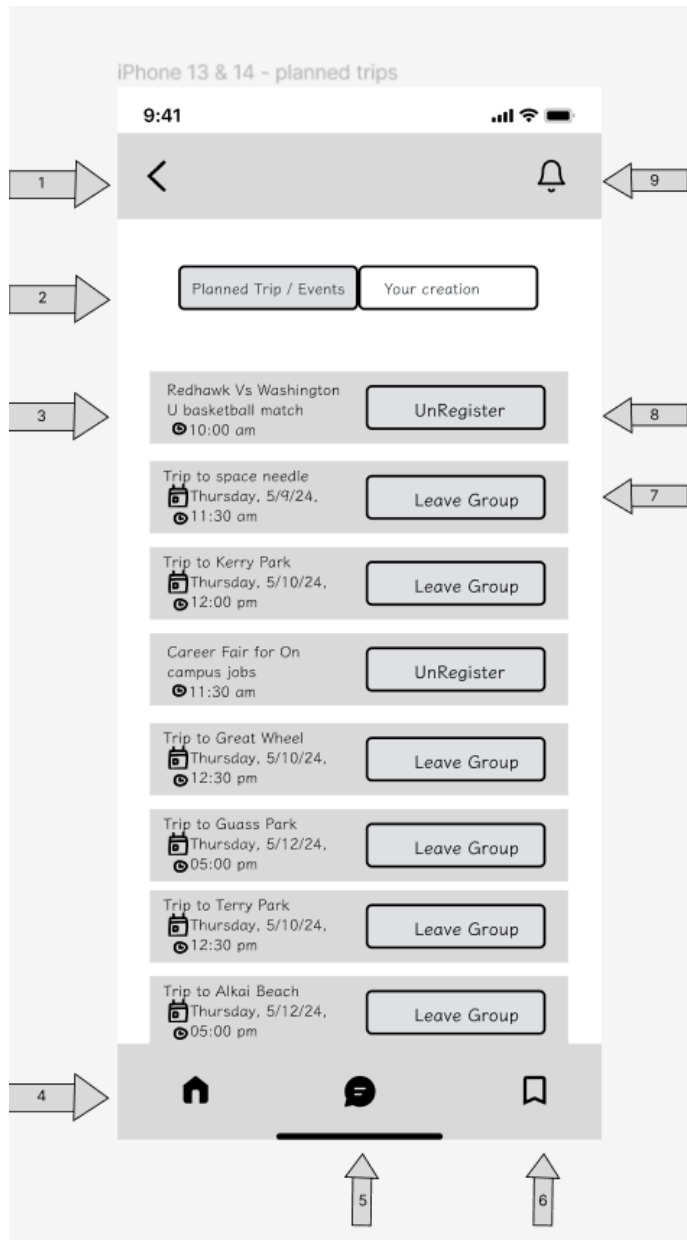 iPhone 13 & 14 - planned trips
9:41
1
9
2
Planned Trip / Events
Your creation
3
Redhawk Vs Washington
U basketball match
10:00 am
UnRegister
8
Trip to space needle
Thursday, 5/9/24,
11:30 am
Leave Group
7
Trip to Kerry Park
Thursday, 5/10/24,
12:00 pm
Leave Group
Career Fair for On
campus jobs
11:30 am
UnRegister
Trip to Great Wheel
Thursday, 5/10/24,
12:30 pm
Leave Group
Trip to Guass Park
Thursday, 5/12/24,
05:00 pm
Leave Group
Trip to Terry Park
Thursday, 5/10/24,
12:30 pm
Leave Group
Trip to Alkai Beach
Thursday, 5/12/24,
05:00 pm
Leave Group
4
5
6